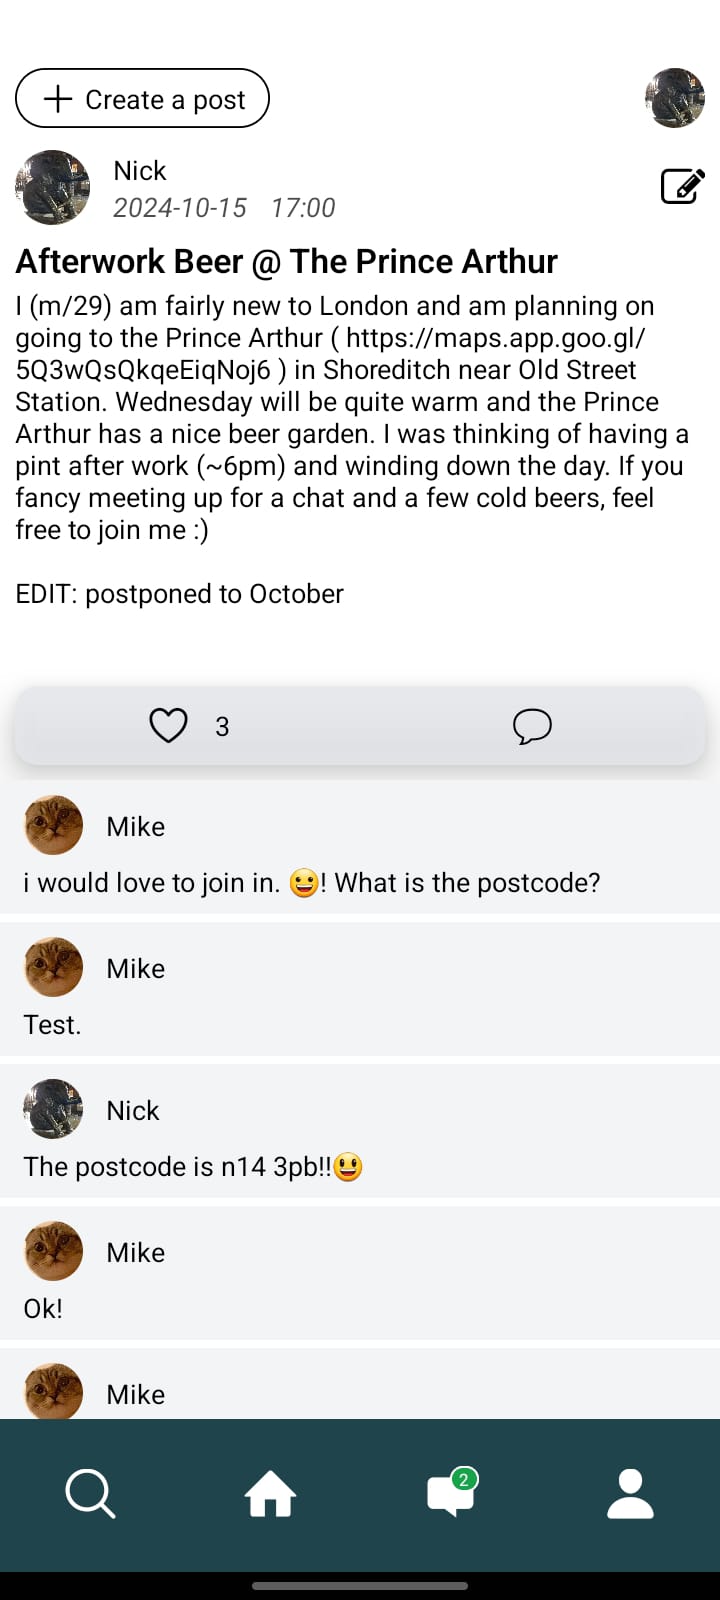 Create a post
Nick
2024-10-15 17:00
Afterwork Beer @ The Prince Arthur
I (m/29) am fairly new to London and am planning on
going to the Prince Arthur ( https://maps.app.goo.gl/
5Q3wQsQkqeEiqNoj6 ) in Shoreditch near Old Street
Station. Wednesday will be quite warm and the Prince
Arthur has a nice beer garden. I was thinking of having a
pint after work (~6pm) and winding down the day. If you
fancy meeting up for a chat and a few cold beers, feel
free to join me :)
EDIT: postponed to October
3
Mike
i would love to join in. 😀! What is the postcode?
Mike
Test.
Nick
The postcode is n14 3pb!!😃
Mike
Ok!
Mike
2